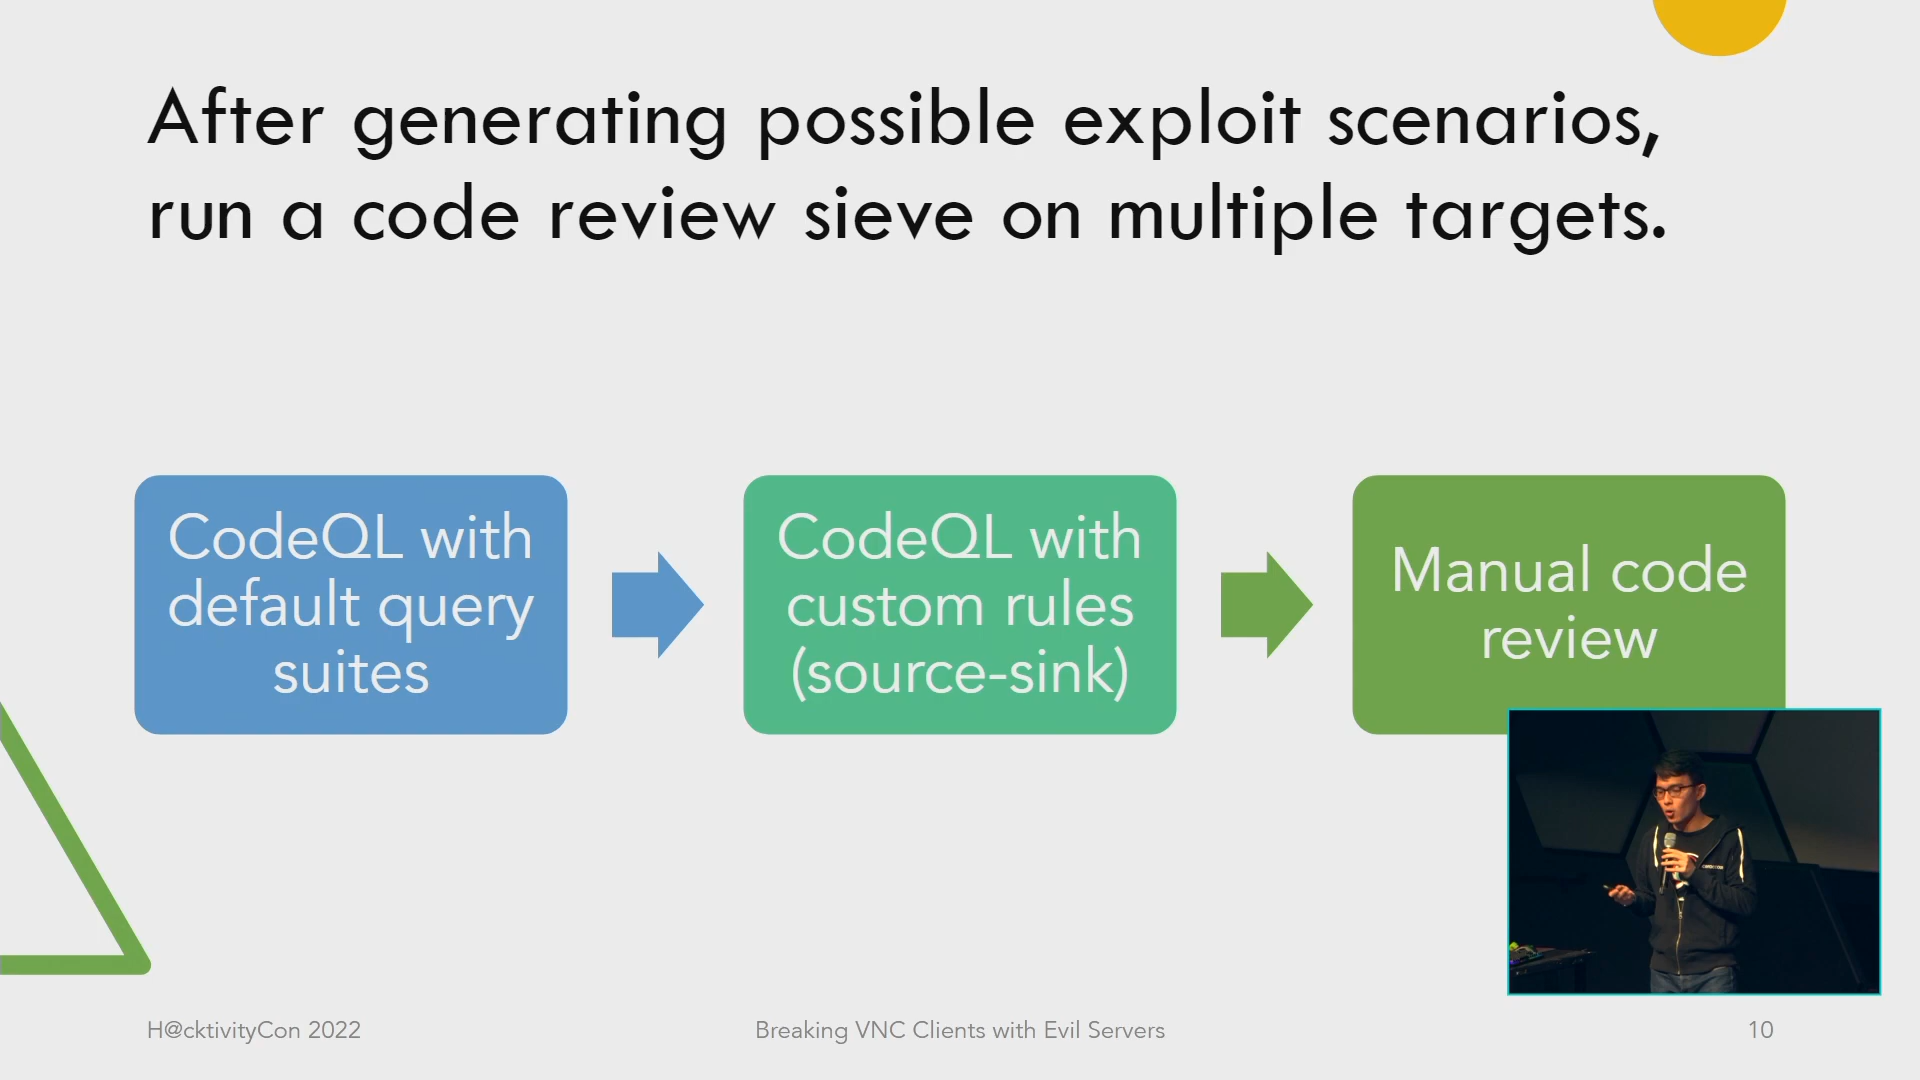 After generating possible exploit scenarios,
run a code review sieve on multiple targets.
CodeQL with
default query
suites
CodeQL with
custom rules
(source-sink)
Manual code
review
H@cktivityCon 2022
Breaking VNC Clients with Evil Servers
10